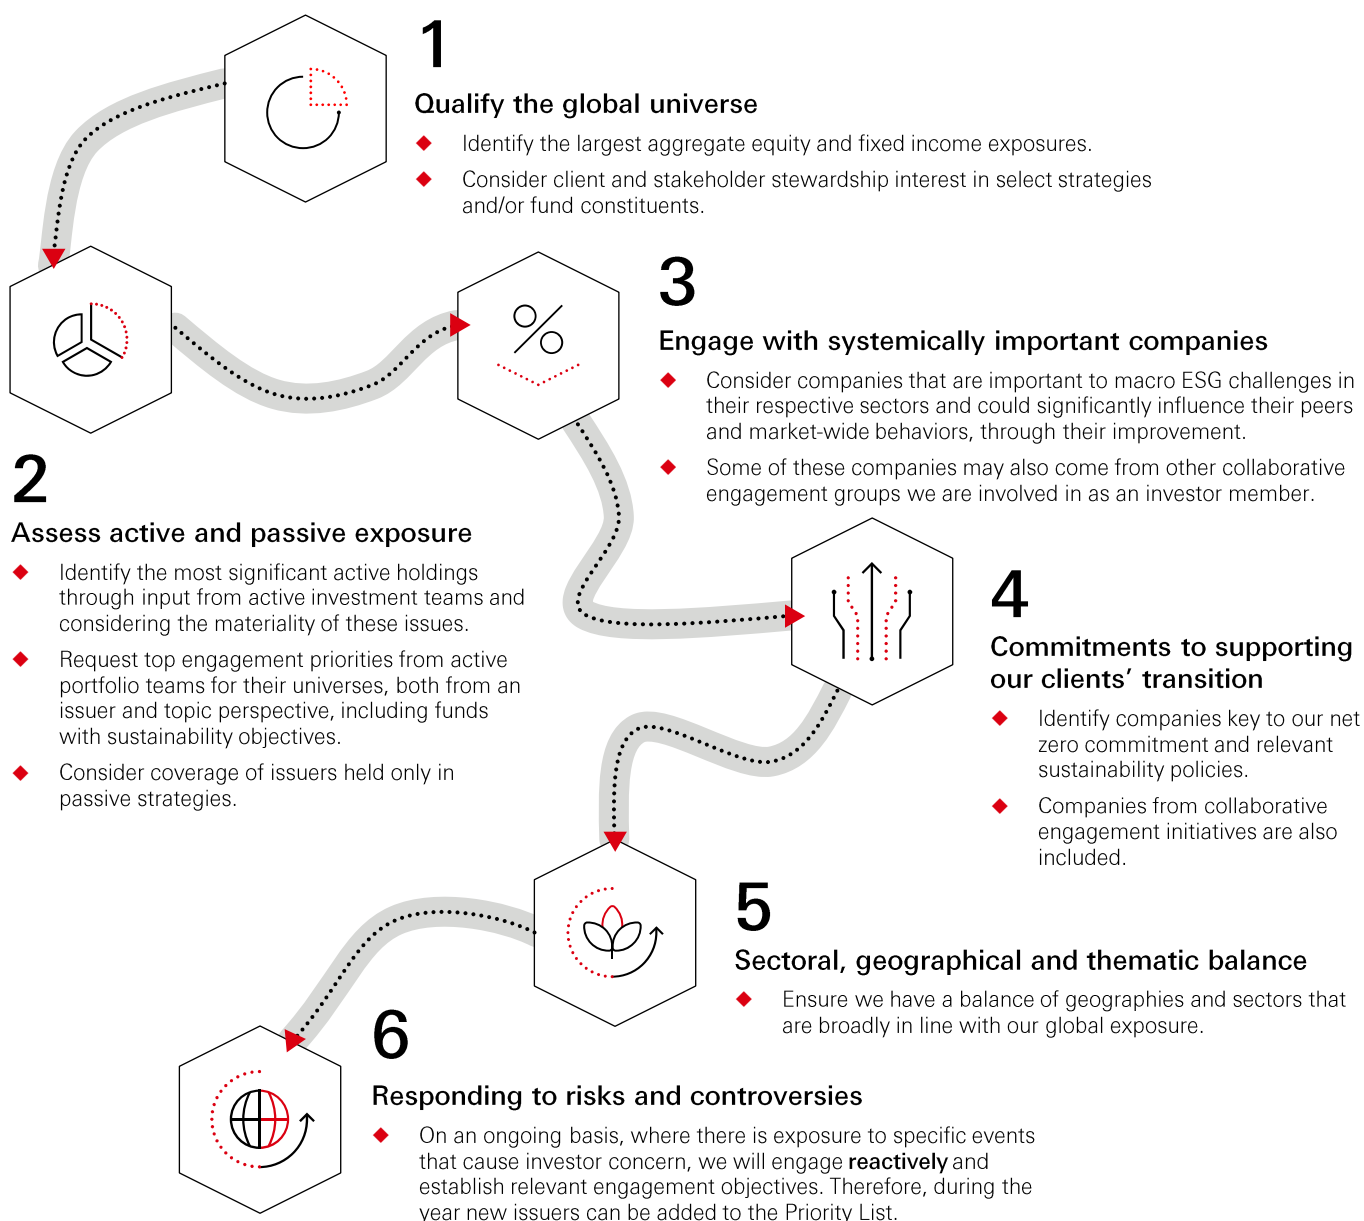 1
Qualify the global universe
Identify the largest aggregate equity and fixed income exposures.
Consider client and stakeholder stewardship interest in select strategies
and/or fund constituents.
2
Assess active and passive exposure
Identify the most significant active holdings
through input from active investment teams and
considering the materiality of these issues.
Request top engagement priorities from active
portfolio teams for their universes, both from an
issuer and topic perspective, including funds
with sustainability objectives.
Consider coverage of issuers held only in
passive strategies.
3
Engage with systemically important companies
Consider companies that are important to macro ESG challenges in
their respective sectors and could significantly influence their peers
and market-wide behaviors, through their improvement.
Some of these companies may also come from other collaborative
engagement groups we are involved in as an investor member.
4
Commitments to supporting
our clients’ transition
Identify companies key to our net
zero commitment and relevant
sustainability policies.
Companies from collaborative
engagement initiatives are also
included.
5
Sectoral, geographical and thematic balance
Ensure we have a balance of geographies and sectors that
are broadly in line with our global exposure.
6
Responding to risks and controversies
On an ongoing basis, where there is exposure to specific events
that cause investor concern, we will engage reactively and
establish relevant engagement objectives. Therefore, during the
year new issuers can be added to the Priority List.